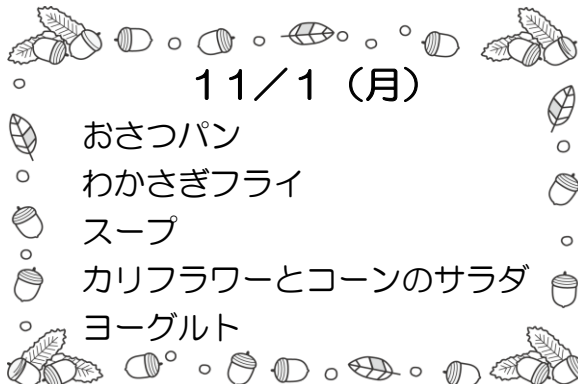 11／1（月）
おさつパン
わかさぎフライ
スープ
カリフラワーとコーンのサラダ
ヨーグルト